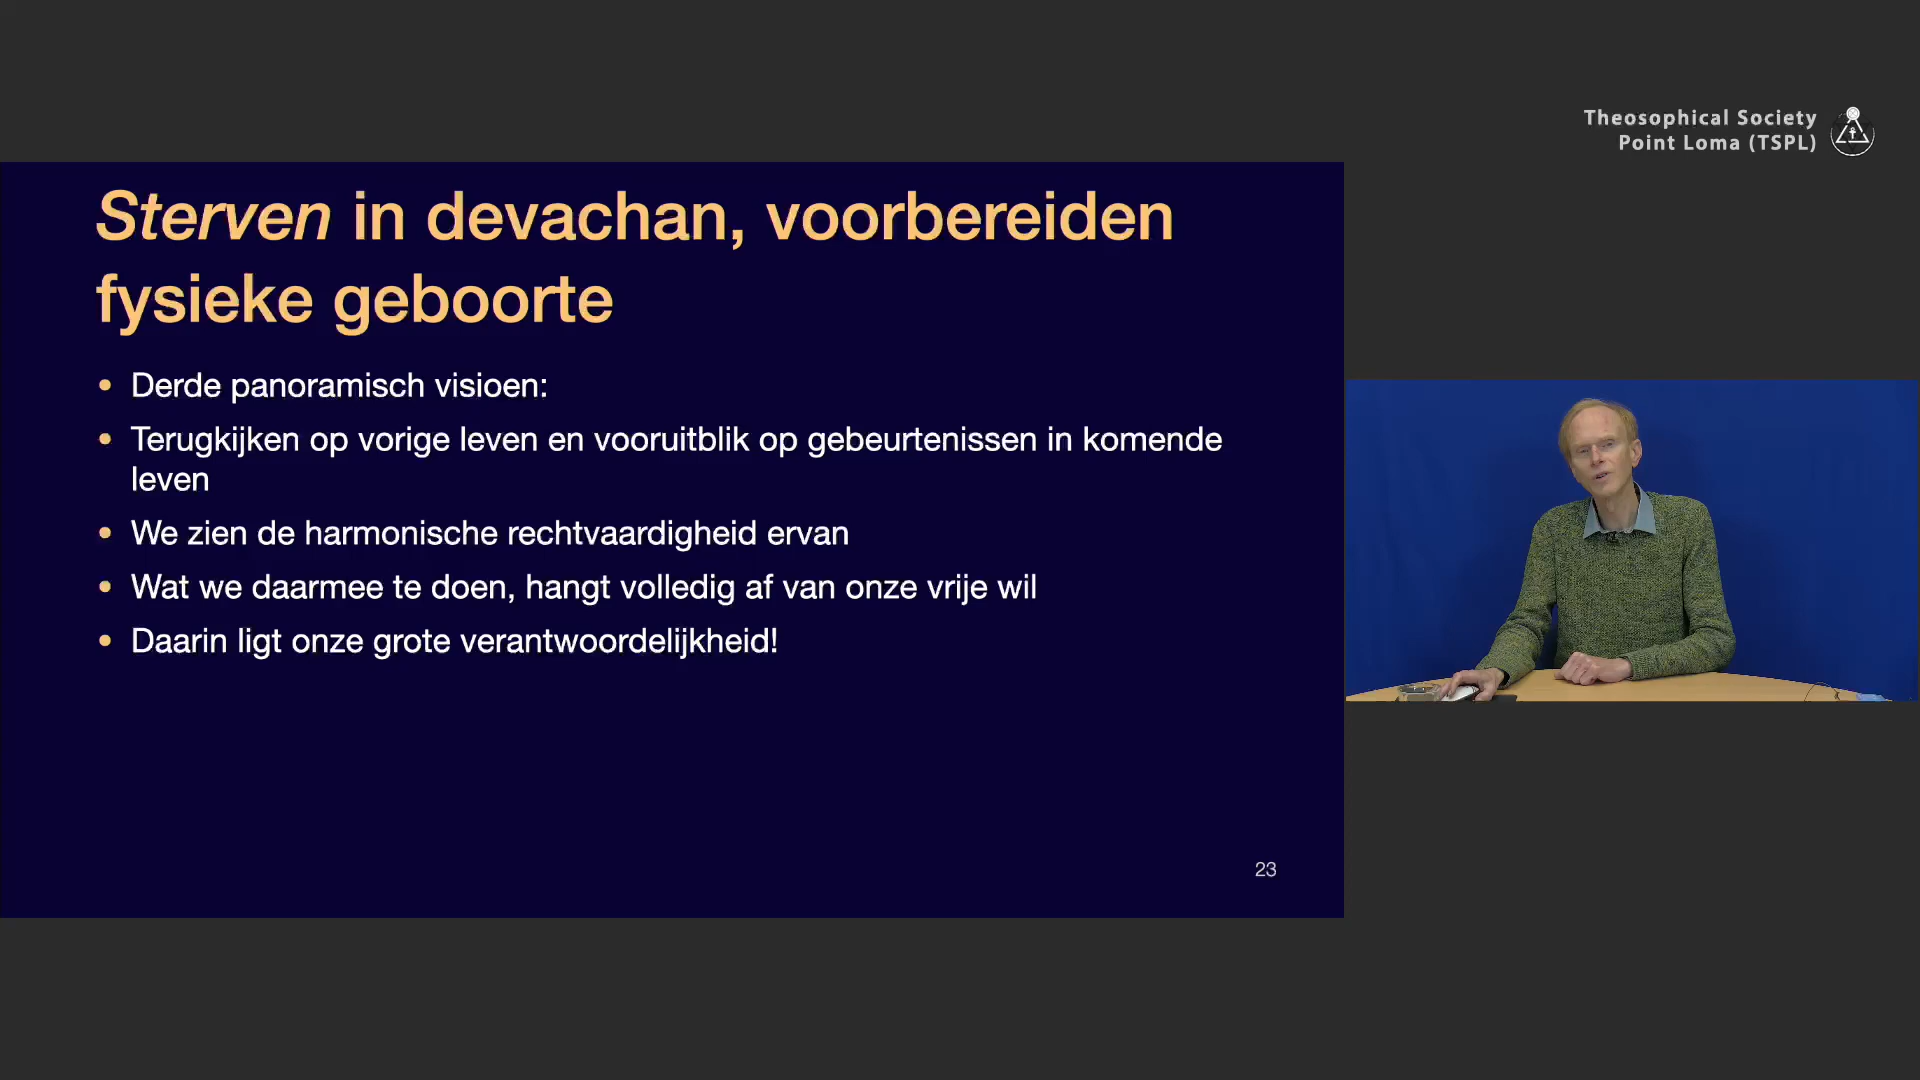 Theosophical Society
Point Loma (TSPL)
Sterven in devachan, voorbereiden
fysieke geboorte
• Derde panoramisch visioen:
• Terugkijken op vorige leven en vooruitblik op gebeurtenissen in komende
leven
• We zien de harmonische rechtvaardigheid ervan
• Wat we daarmee te doen, hangt volledig af van onze vrije wil
• Daarin ligt onze grote verantwoordelijkheid!
23